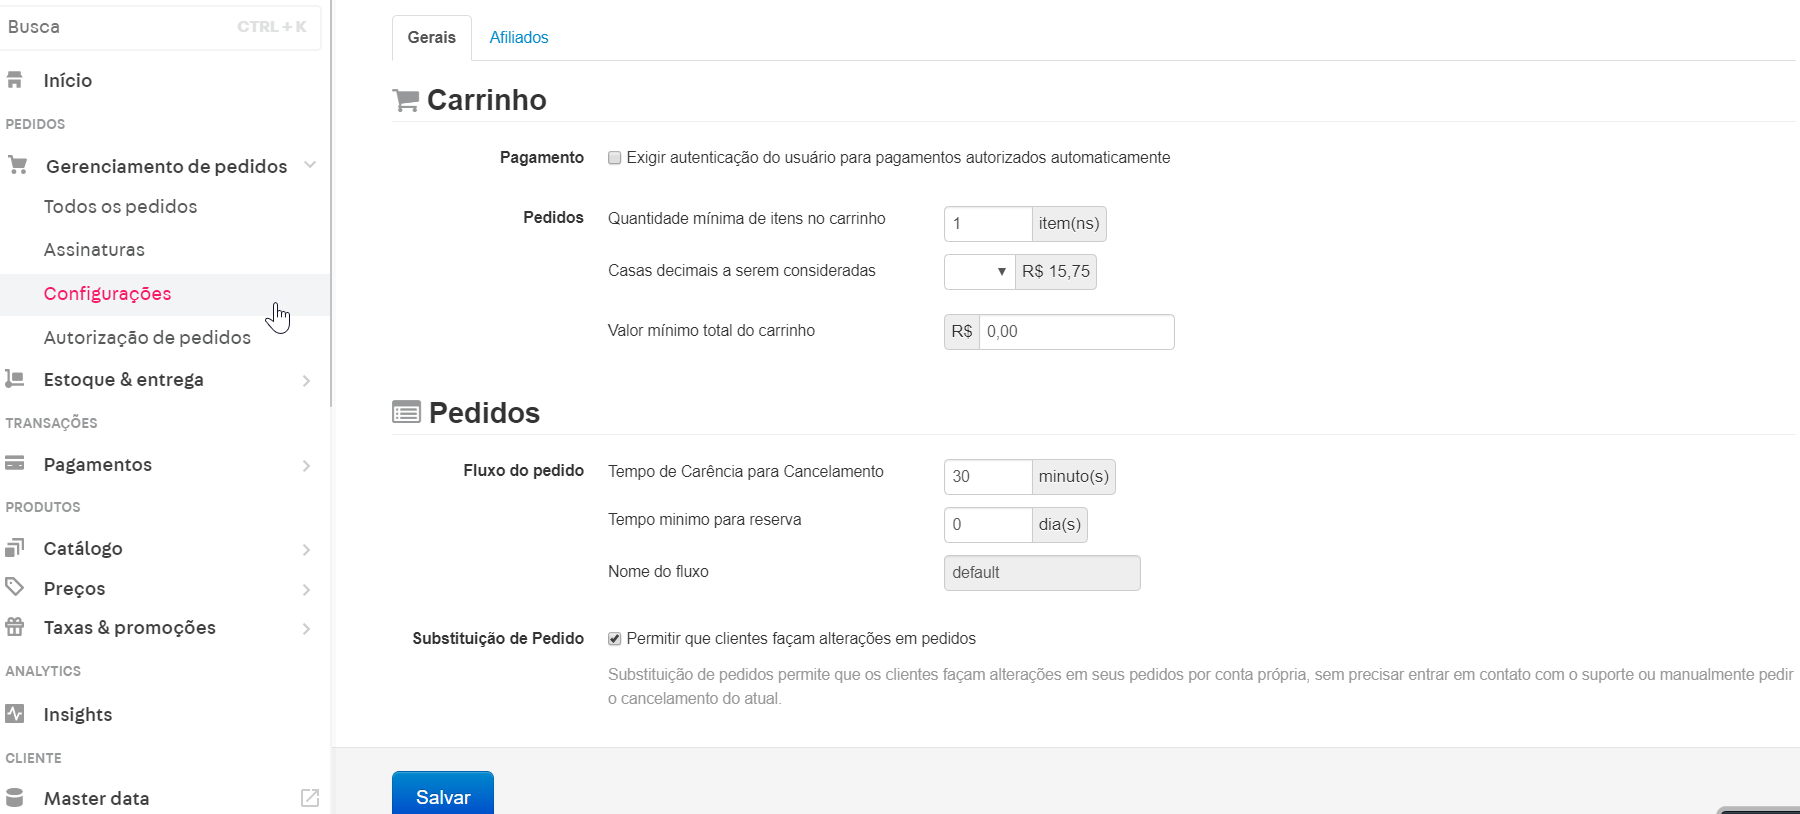 Busca CTRL + K
Início
PEDIDOS
Gerenciamento de pedidos
Todos os pedidos
Assinaturas
Configurações
Autorização de pedidos
Estoque & entrega
TRANSAÇÕES
Pagamentos
PRODUTOS
Catálogo
Preços
Taxas & promoções
ANALYTICS
Insights
CLIENTE
Master data
Gerais Afiliados
Carrinho
Pagamento Exigir autenticação do usuário para pagamentos autorizados automaticamente
Pedidos Quantidade mínima de itens no carrinho 1 item(ns)
Casas decimais a serem consideradas R$ 15,75
Valor mínimo total do carrinho R$ 0,00
Pedidos
Fluxo do pedido Tempo de Carência para Cancelamento 30 minuto(s)
Tempo minimo para reserva 0 dia(s)
Nome do fluxo default
Substituição de Pedido Permitir que clientes façam alterações em pedidos
Substituição de pedidos permite que os clientes façam alterações em seus pedidos por conta própria, sem precisar entrar em contato com o suporte ou manualmente pedir
o cancelamento do atual.
Salvar